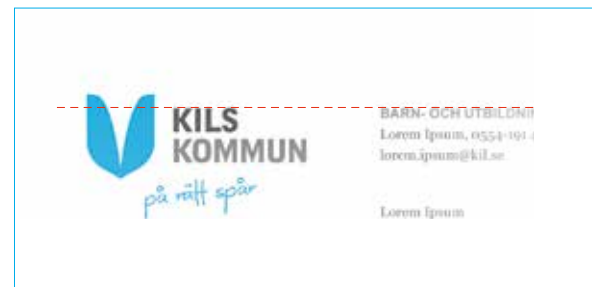 KILS
KOMMUN
på rätt spår
BARN- OCH UTBILDNI
Lorem Ipsum, 0554-191
lorem.ipsum@kil.se
Lorem Ipsum